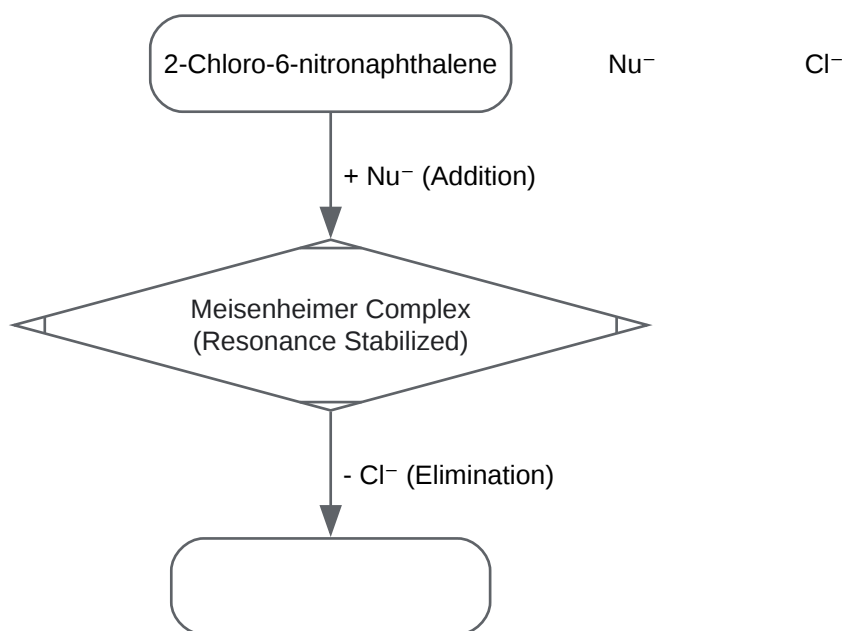 2-Chloro-6-nitronaphthalene
Nu⁻
Cl⁻
+ Nu⁻ (Addition)
Meisenheimer Complex
(Resonance Stabilized)
- Cl⁻ (Elimination)